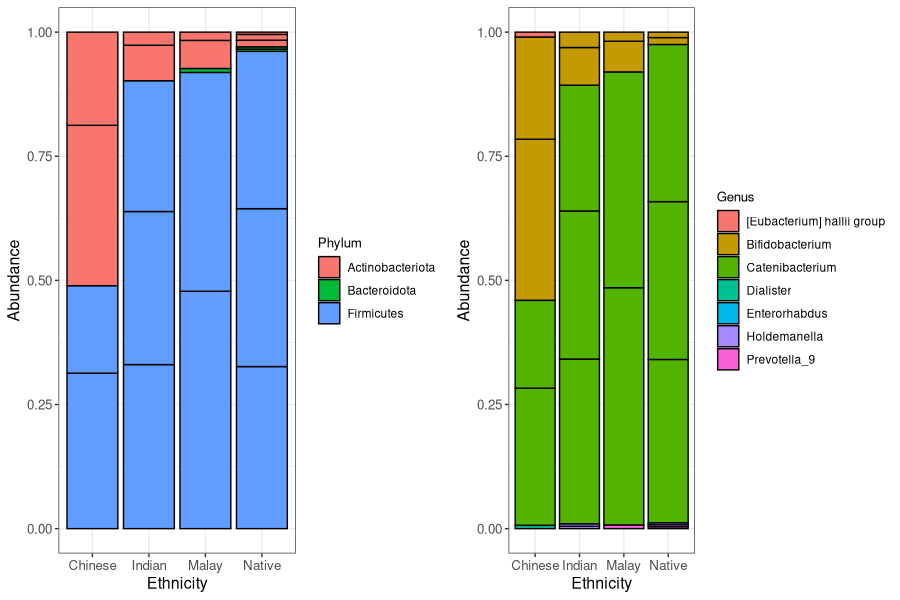 1.00
0.75
0.50
0.25
0.00
Abundance
Chinese Indian Malay Native
Ethnicity
Phylum
Actinobacteriota
Bacteroidota
Firmicutes
1.00
0.75
0.50
0.25
0.00
Abundance
Chinese Indian Malay Native
Ethnicity
Genus
[Eubacterium] hallii group
Bifidobacterium
Catenibacterium
Dialister
Enterorhabdus
Holdemanella
Prevotella_9